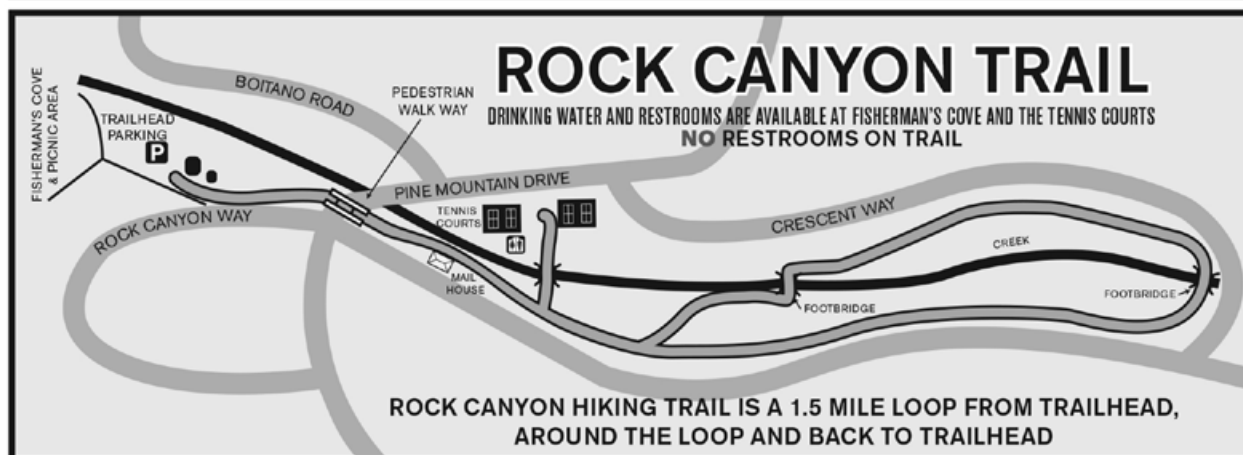 ROCK CANYON TRAIL
DRINKING WATER AND RESTROOMS ARE AVAILABLE AT FISHERMAN'S COVE AND THE TENNIS COURTS
NO RESTROOMS ON TRAIL
FISHERMAN'S COVE
& PICNIC AREA
TRAILHEAD
PARKING
P
BOITANO ROAD
PEDESTRIAN
WALK WAY
PINE MOUNTAIN DRIVE
ROCK CANYON WAY
TENNIS
COURTS
MAIL
HOUSE
CRESCENT WAY
CREEK
FOOTBRIDGE
FOOTBRIDGE
ROCK CANYON HIKING TRAIL IS A 1.5 MILE LOOP FROM TRAILHEAD,
AROUND THE LOOP AND BACK TO TRAILHEAD